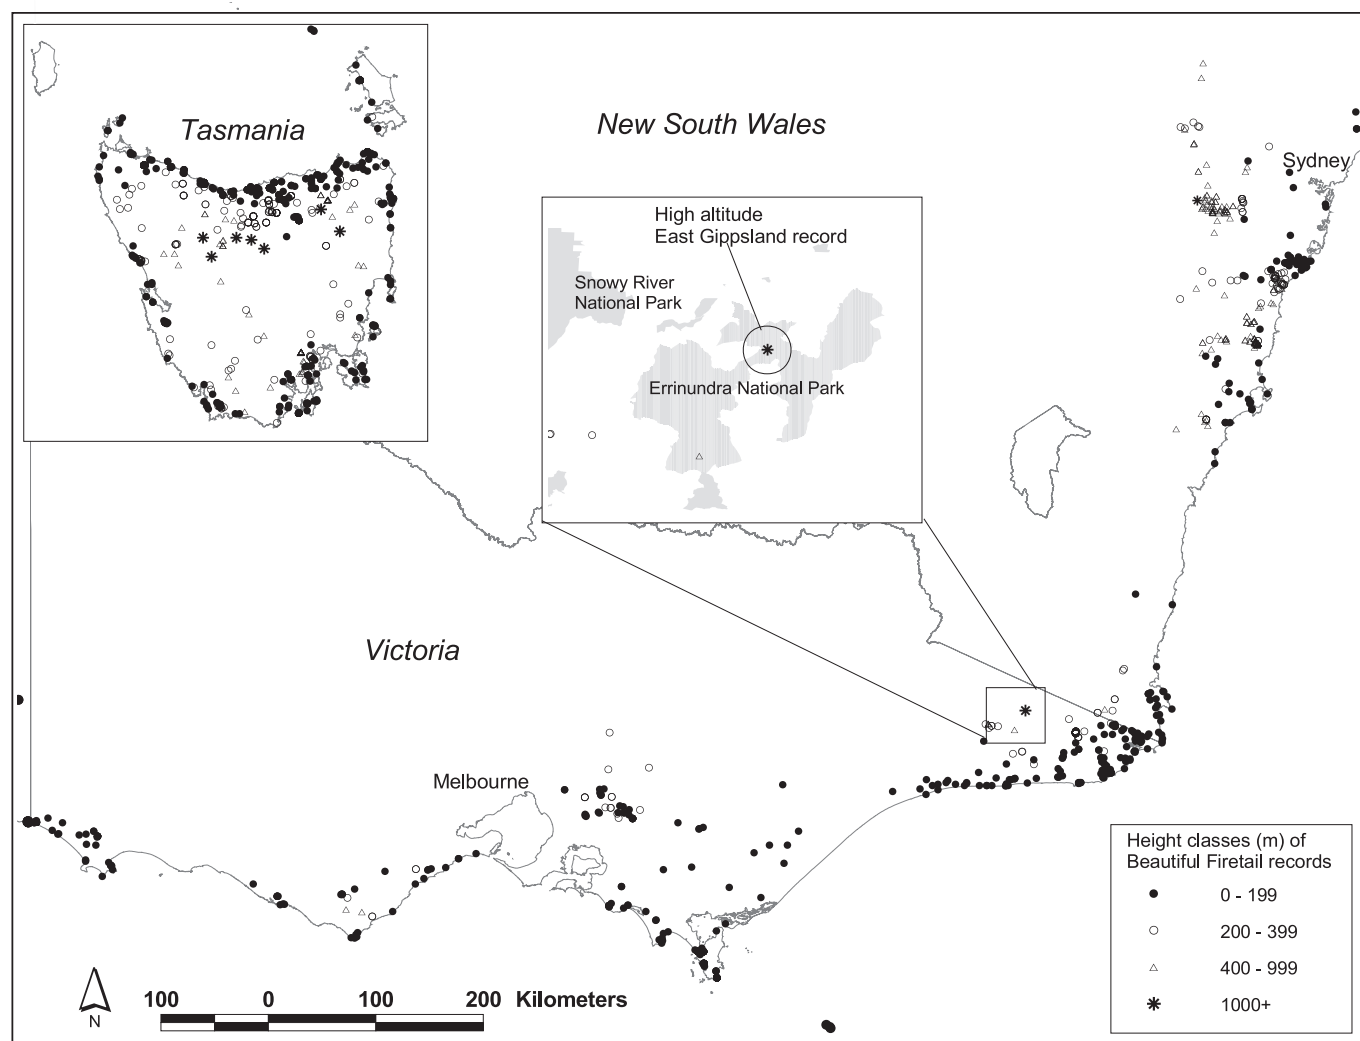 Tasmania
New South Wales
Sydney
High altitude
East Gippsland record
Snowy River
National Park
Errinundra National Park
Victoria
Melbourne
Height classes (m) of
Beautiful Firetail records
0 - 199
200 - 399
400 - 999
1000+
N
100 0 100 200 Kilometers